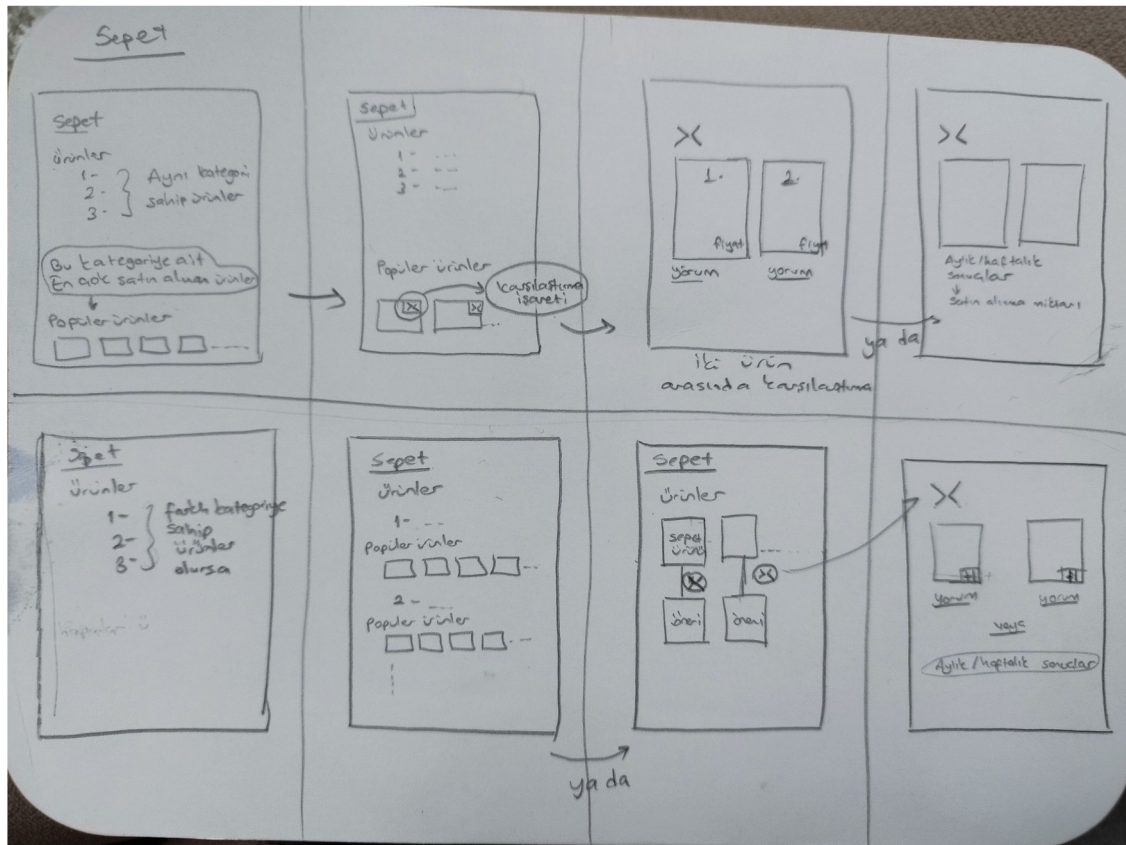 Sepet
Sepet
ürünler
1-
2-
3-
Aynı kategori
sahip ürünler
Bu kategoriye ait
En çok satın alınan ürünler
Popüler ürünler
Sepet
ürünler
1-
2-
3-
Popüler ürünler
karşılaştırma
işareti
1.
2.
fiyat
fiyat
yorum
yorum
iki ürün
arasında karşılaştırma
ya da
Aylık/haftalık
sonuçlar
satın alınma miktarı
Sepet
ürünler
1-
2-
3-
farklı kategoriye
sahip
ürünler
olursa
Sepet
ürünler
1-
Popüler ürünler
2-
Popüler ürünler
ya da
Sepet
ürünler
sepet
ürünü
öneri
öneri
yorum
yorum
veya
Aylık/haftalık sonuçlar